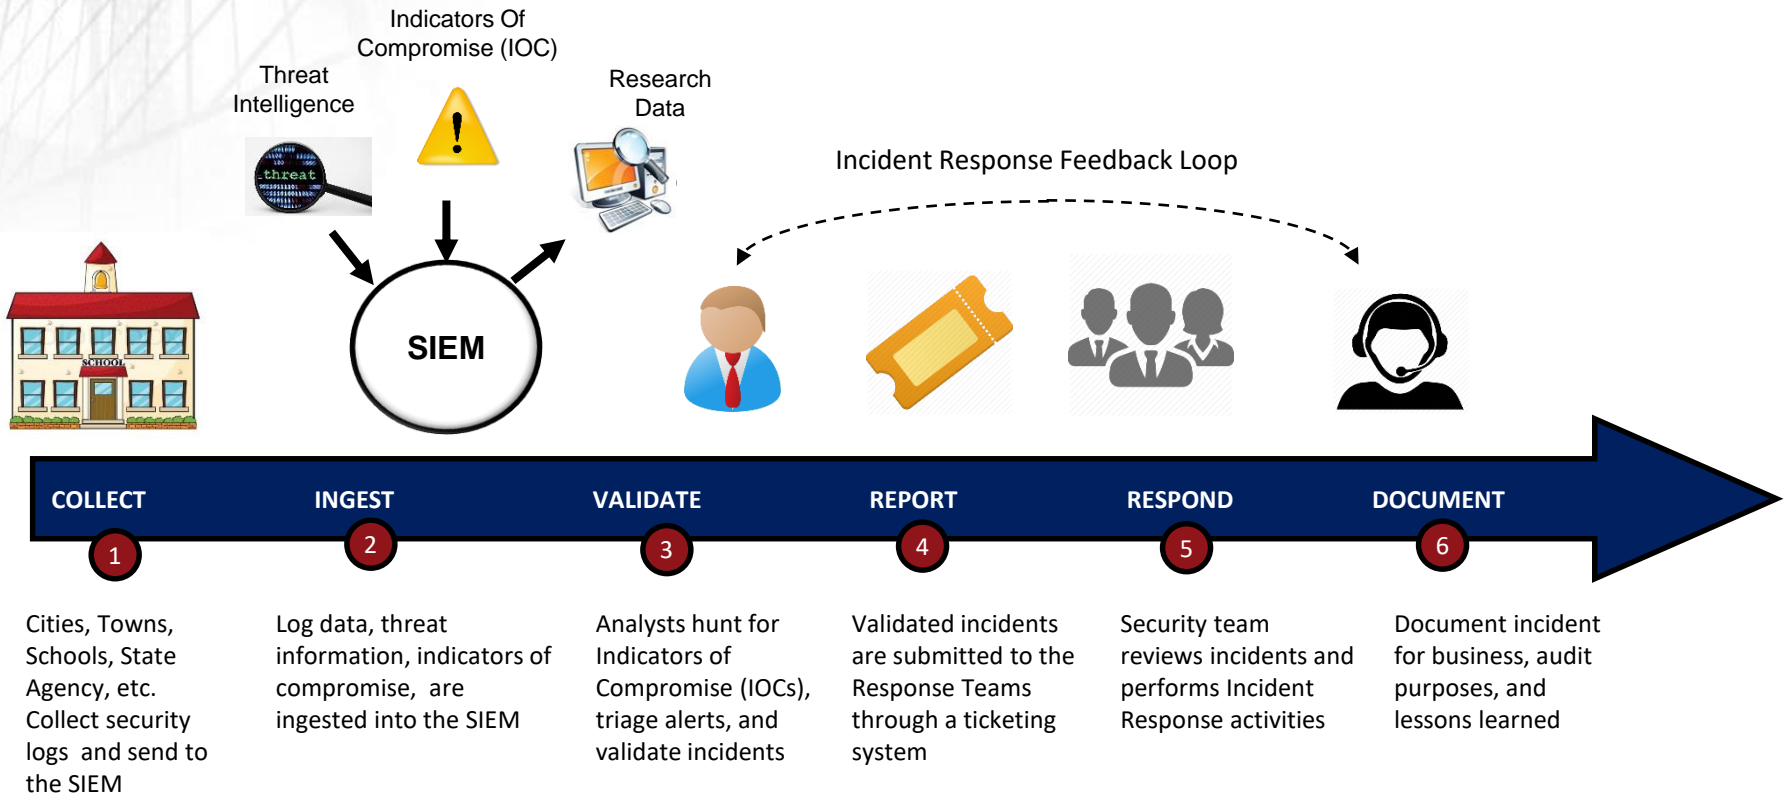 Indicators Of
Compromise (IOC)
Threat
Intelligence
Research
Data
threat
Incident Response Feedback Loop
SCHOOL
SIEM
COLLECT
INGEST
VALIDATE
REPORT
RESPOND
DOCUMENT
1
2
3
4
5
6
Cities, Towns,
Schools, State
Agency, etc.
Collect security
logs and send to
the SIEM
Log data, threat
information, indicators of
compromise, are
ingested into the SIEM
Analysts hunt for
Indicators of
Compromise (IOCs),
triage alerts, and
validate incidents
Validated incidents
are submitted to the
Response Teams
through a ticketing
system
Security team
reviews incidents and
performs Incident
Response activities
Document incident
for business, audit
purposes, and
lessons learned